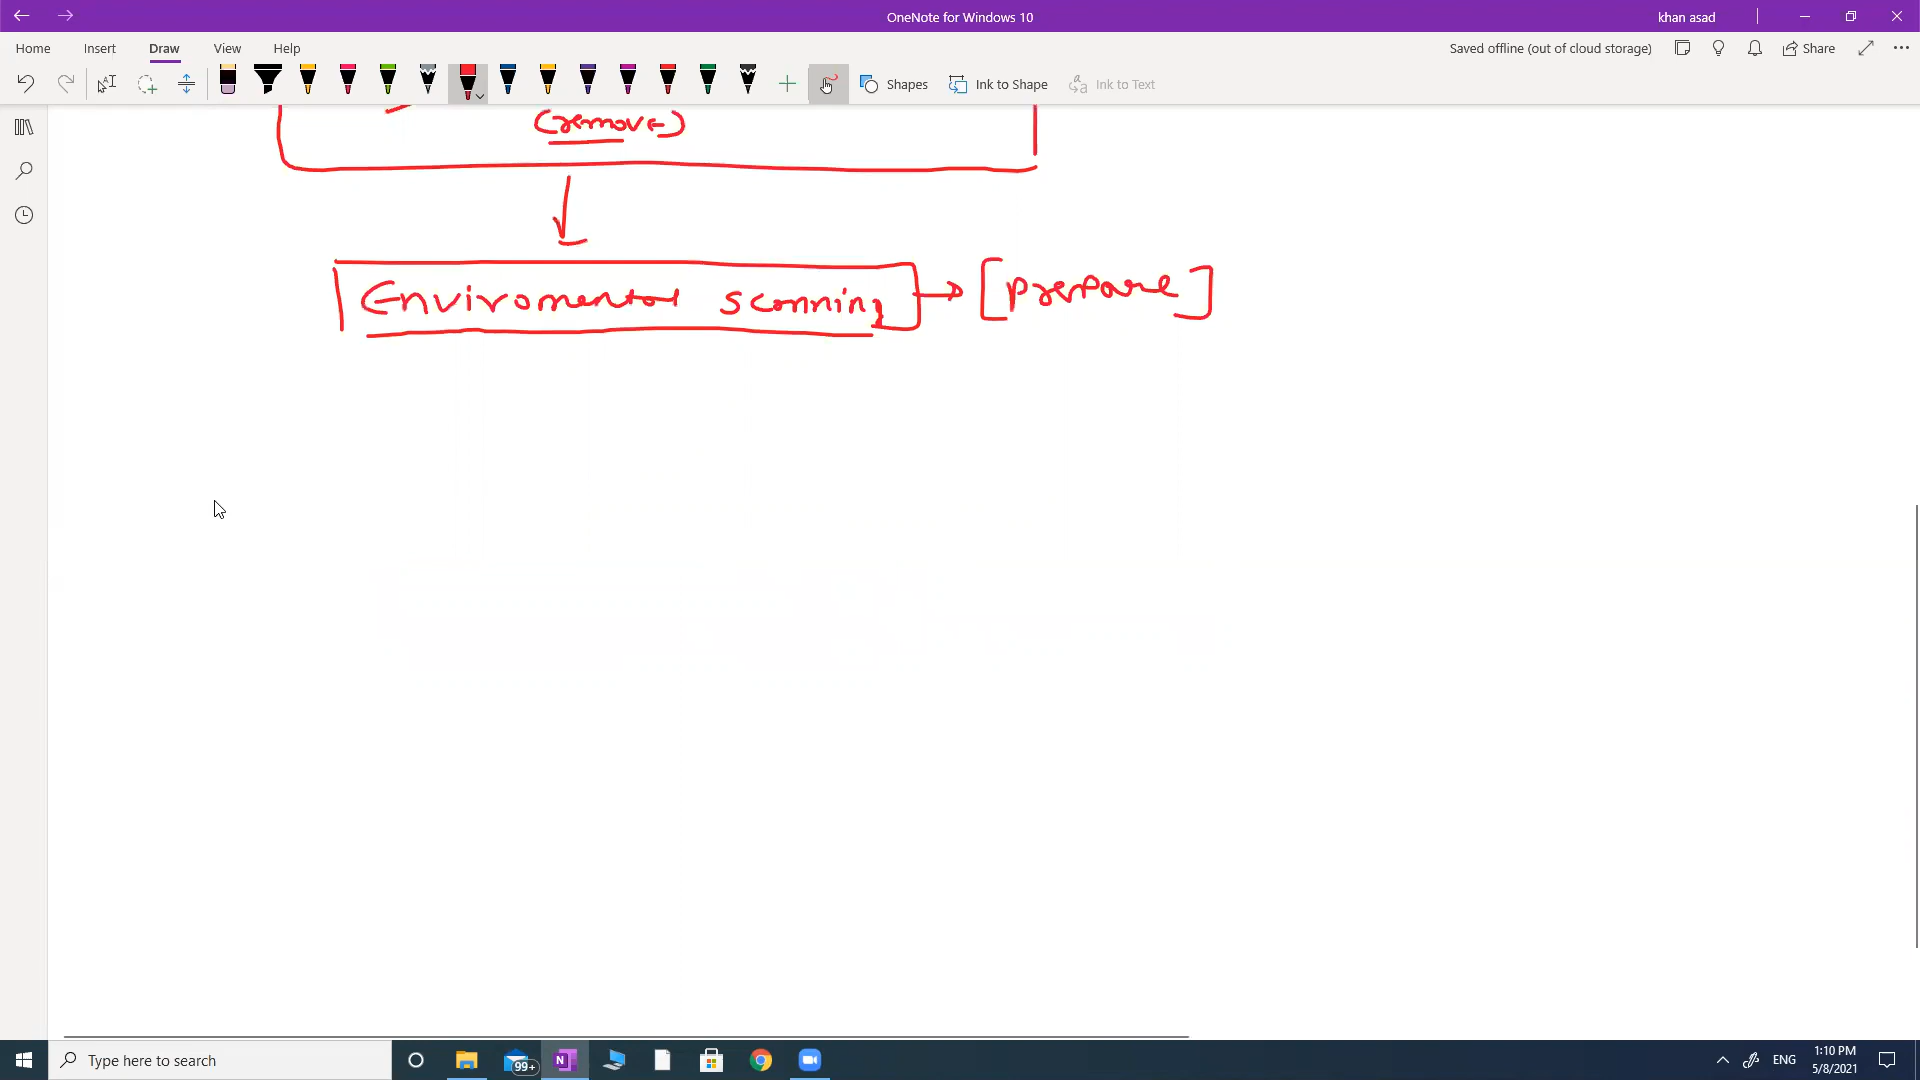 OneNote for Windows 10
khan asad
Home Insert Draw View Help
Saved offline (out of cloud storage)
Share
Shapes
Ink to Shape
Ink to Text
(remove)
Enviromental scanning
[prepare]
Type here to search
99+
ENG
1:10 PM
5/8/2021